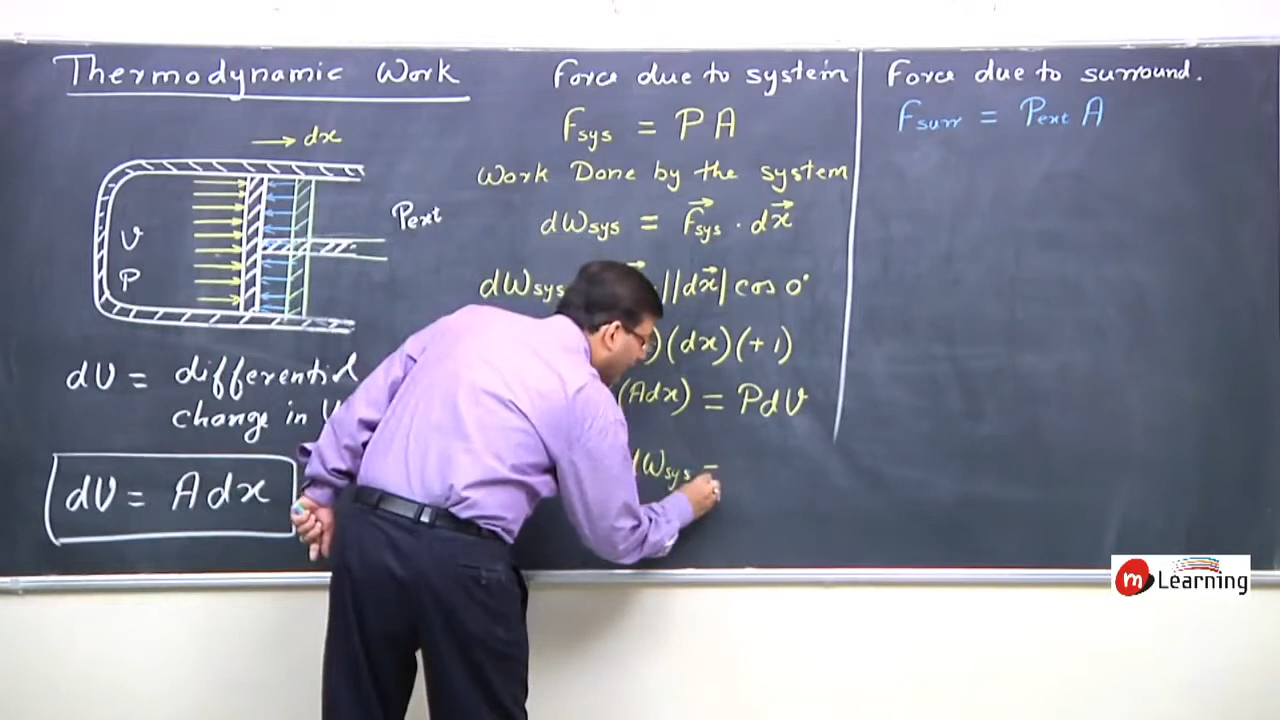 Thermodynamic Work
dx
Pext
V
P
dV = differential
change in
dV = A dx
Force due to system
Fsys = P A
Work Done by the system
dWsys = F⃗sys · dx⃗
dWsys ||dx⃗| cos 0°
)(dx)(+1)
(Adx) = PdV
dWsys =
Force due to surround.
Fsurr = Pext A
m Learning